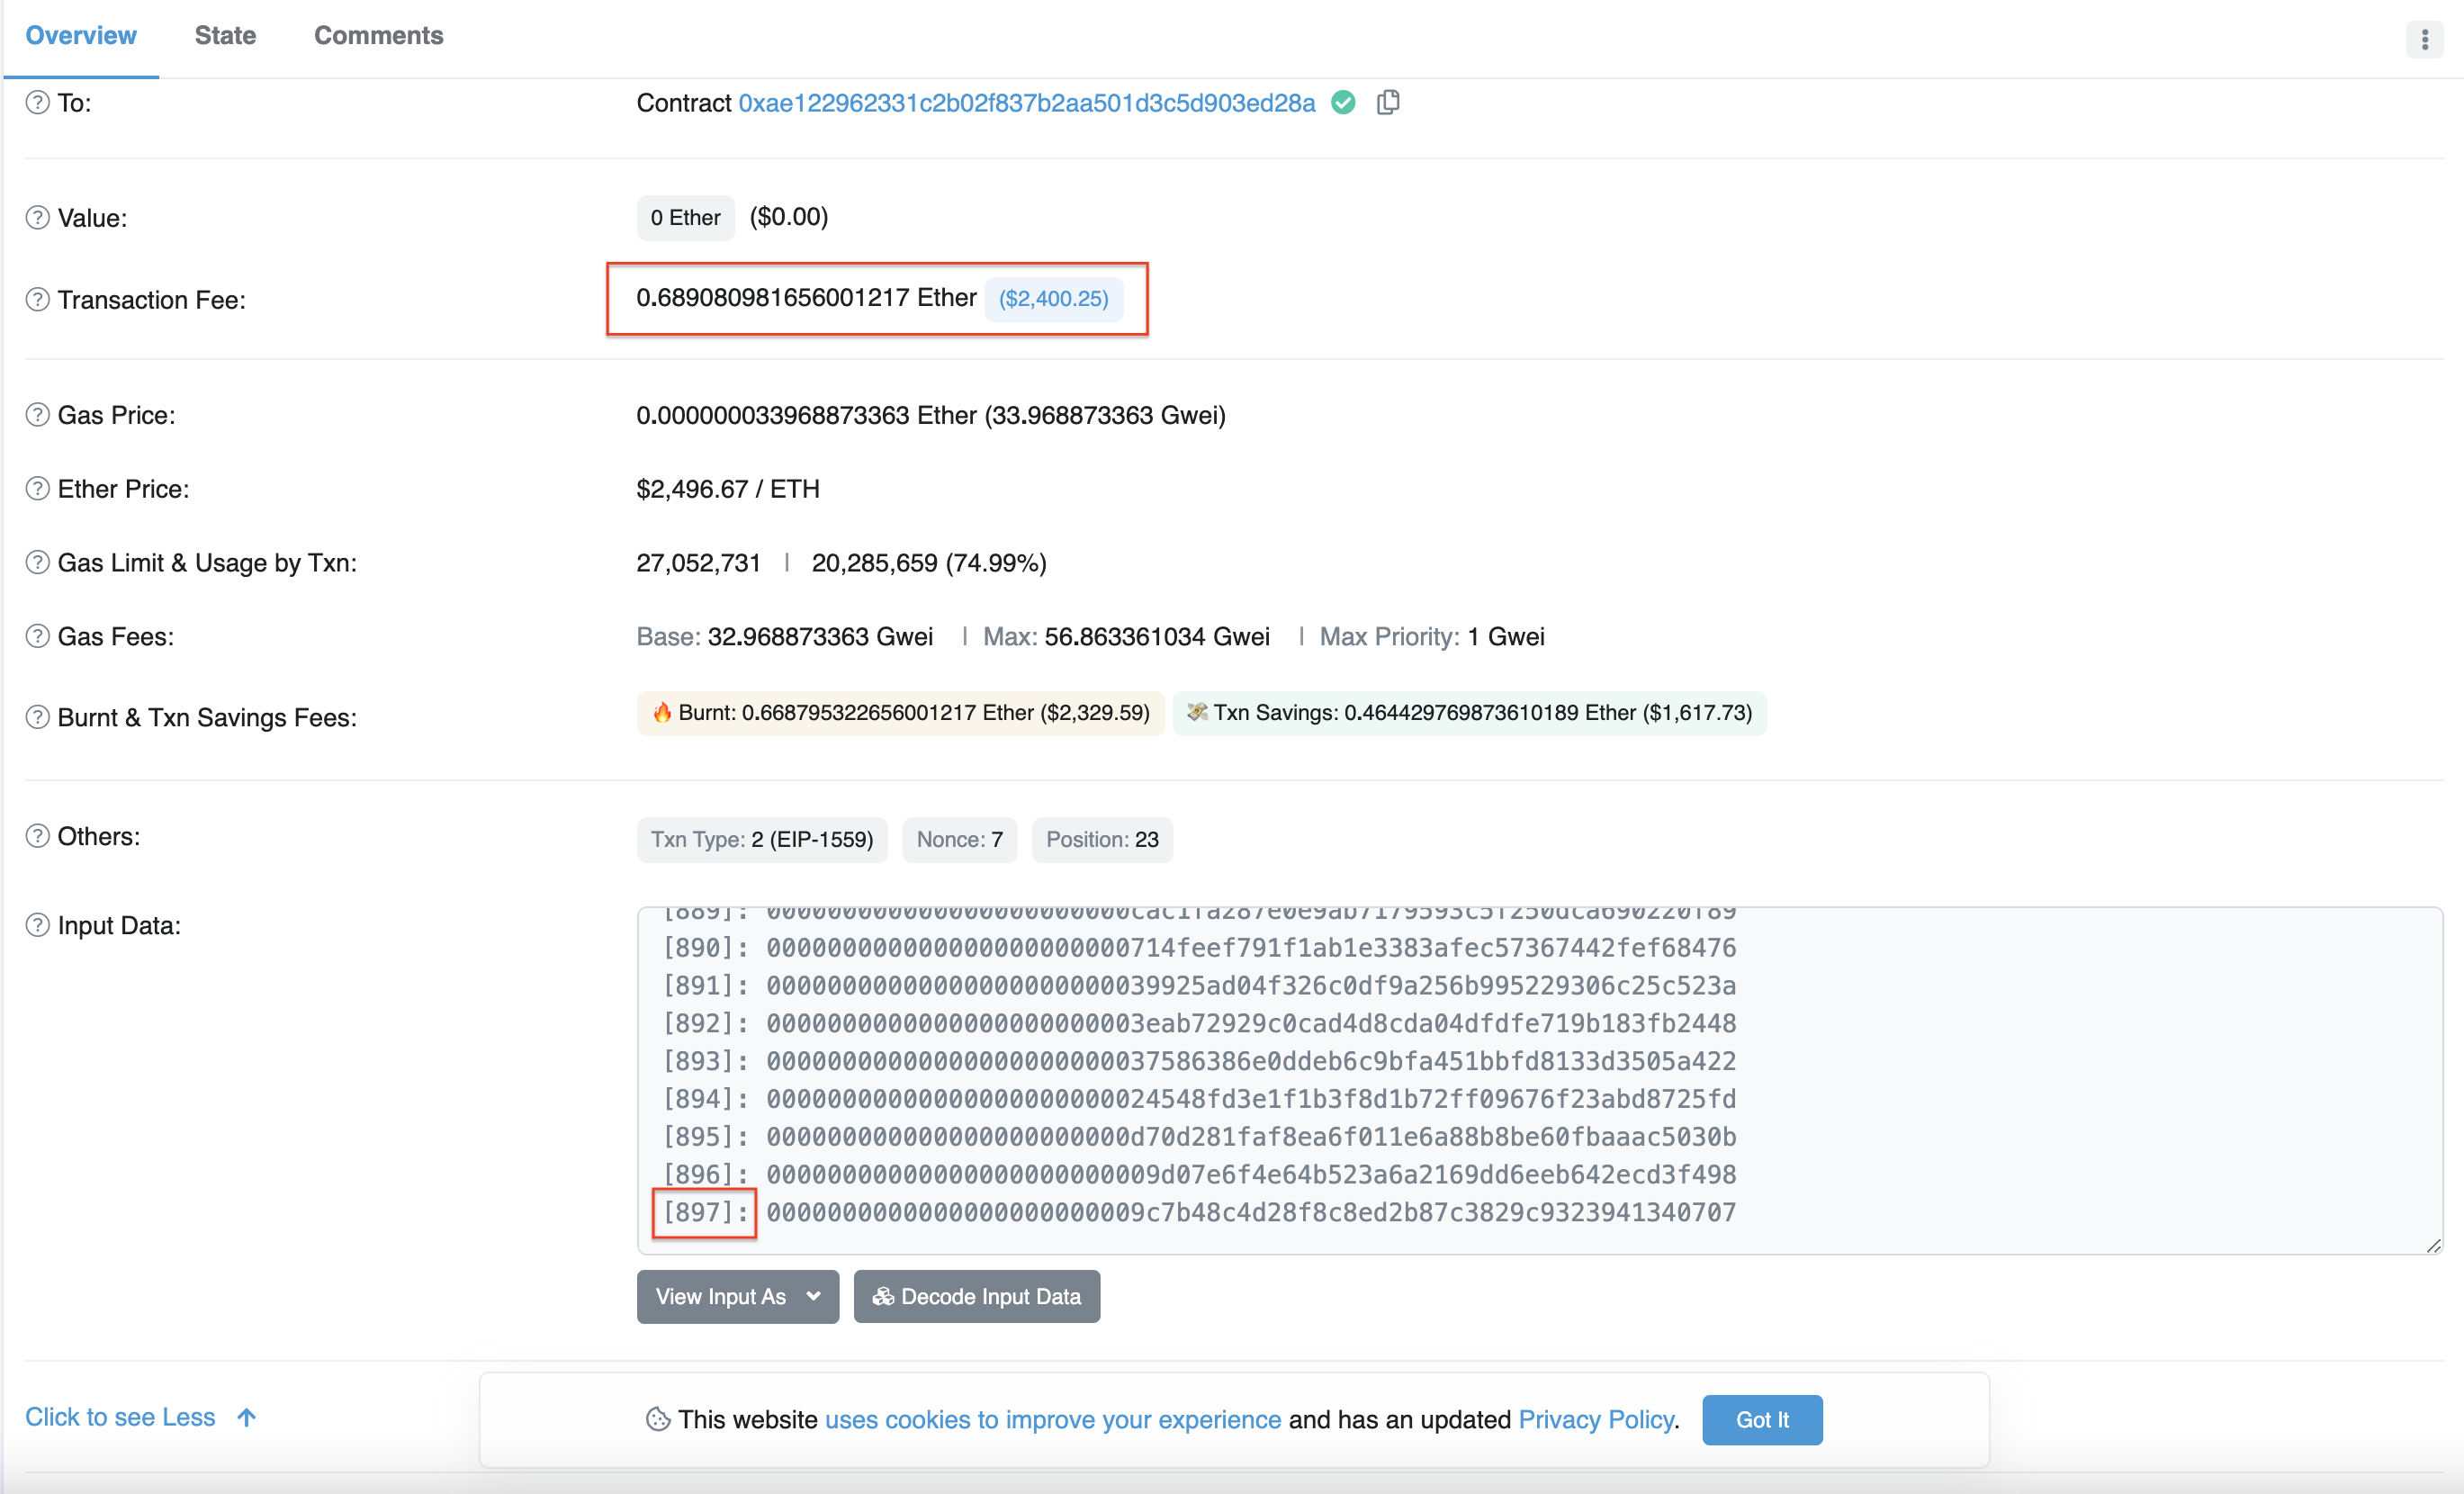 Overview State Comments
To: Contract 0xae122962331c2b02f837b2aa501d3c5d903ed28a
Value: 0 Ether ($0.00)
Transaction Fee: 0.689080981656001217 Ether ($2,400.25)
Gas Price: 0.000000033968873363 Ether (33.968873363 Gwei)
Ether Price: $2,496.67 / ETH
Gas Limit & Usage by Txn: 27,052,731 | 20,285,659 (74.99%)
Gas Fees: Base: 32.968873363 Gwei | Max: 56.863361034 Gwei | Max Priority: 1 Gwei
Burnt & Txn Savings Fees: Burnt: 0.668795322656001217 Ether ($2,329.59) Txn Savings: 0.464429769873610189 Ether ($1,617.73)
Others: Txn Type: 2 (EIP-1559) Nonce: 7 Position: 23
Input Data:
[889]: 000000000000000000000000cac1fa287e0e9ab7179593c5f250dca690220f89
[890]: 000000000000000000000000714feef791f1ab1e3383afec57367442fef68476
[891]: 00000000000000000000000039925ad04f326c0df9a256b995229306c25c523a
[892]: 0000000000000000000000003eab72929c0cad4d8cda04dfdfe719b183fb2448
[893]: 00000000000000000000000037586386e0ddeb6c9bfa451bbfd8133d3505a422
[894]: 00000000000000000000000024548fd3e1f1b3f8d1b72ff09676f23abd8725fd
[895]: 000000000000000000000000d70d281faf8ea6f011e6a88b8be60fbaaac5030b
[896]: 0000000000000000000000009d07e6f4e64b523a6a2169dd6eeb642ecd3f498
[897]: 0000000000000000000000009c7b48c4d28f8c8ed2b87c3829c9323941340707
View Input As Decode Input Data
Click to see Less
This website uses cookies to improve your experience and has an updated Privacy Policy. Got It